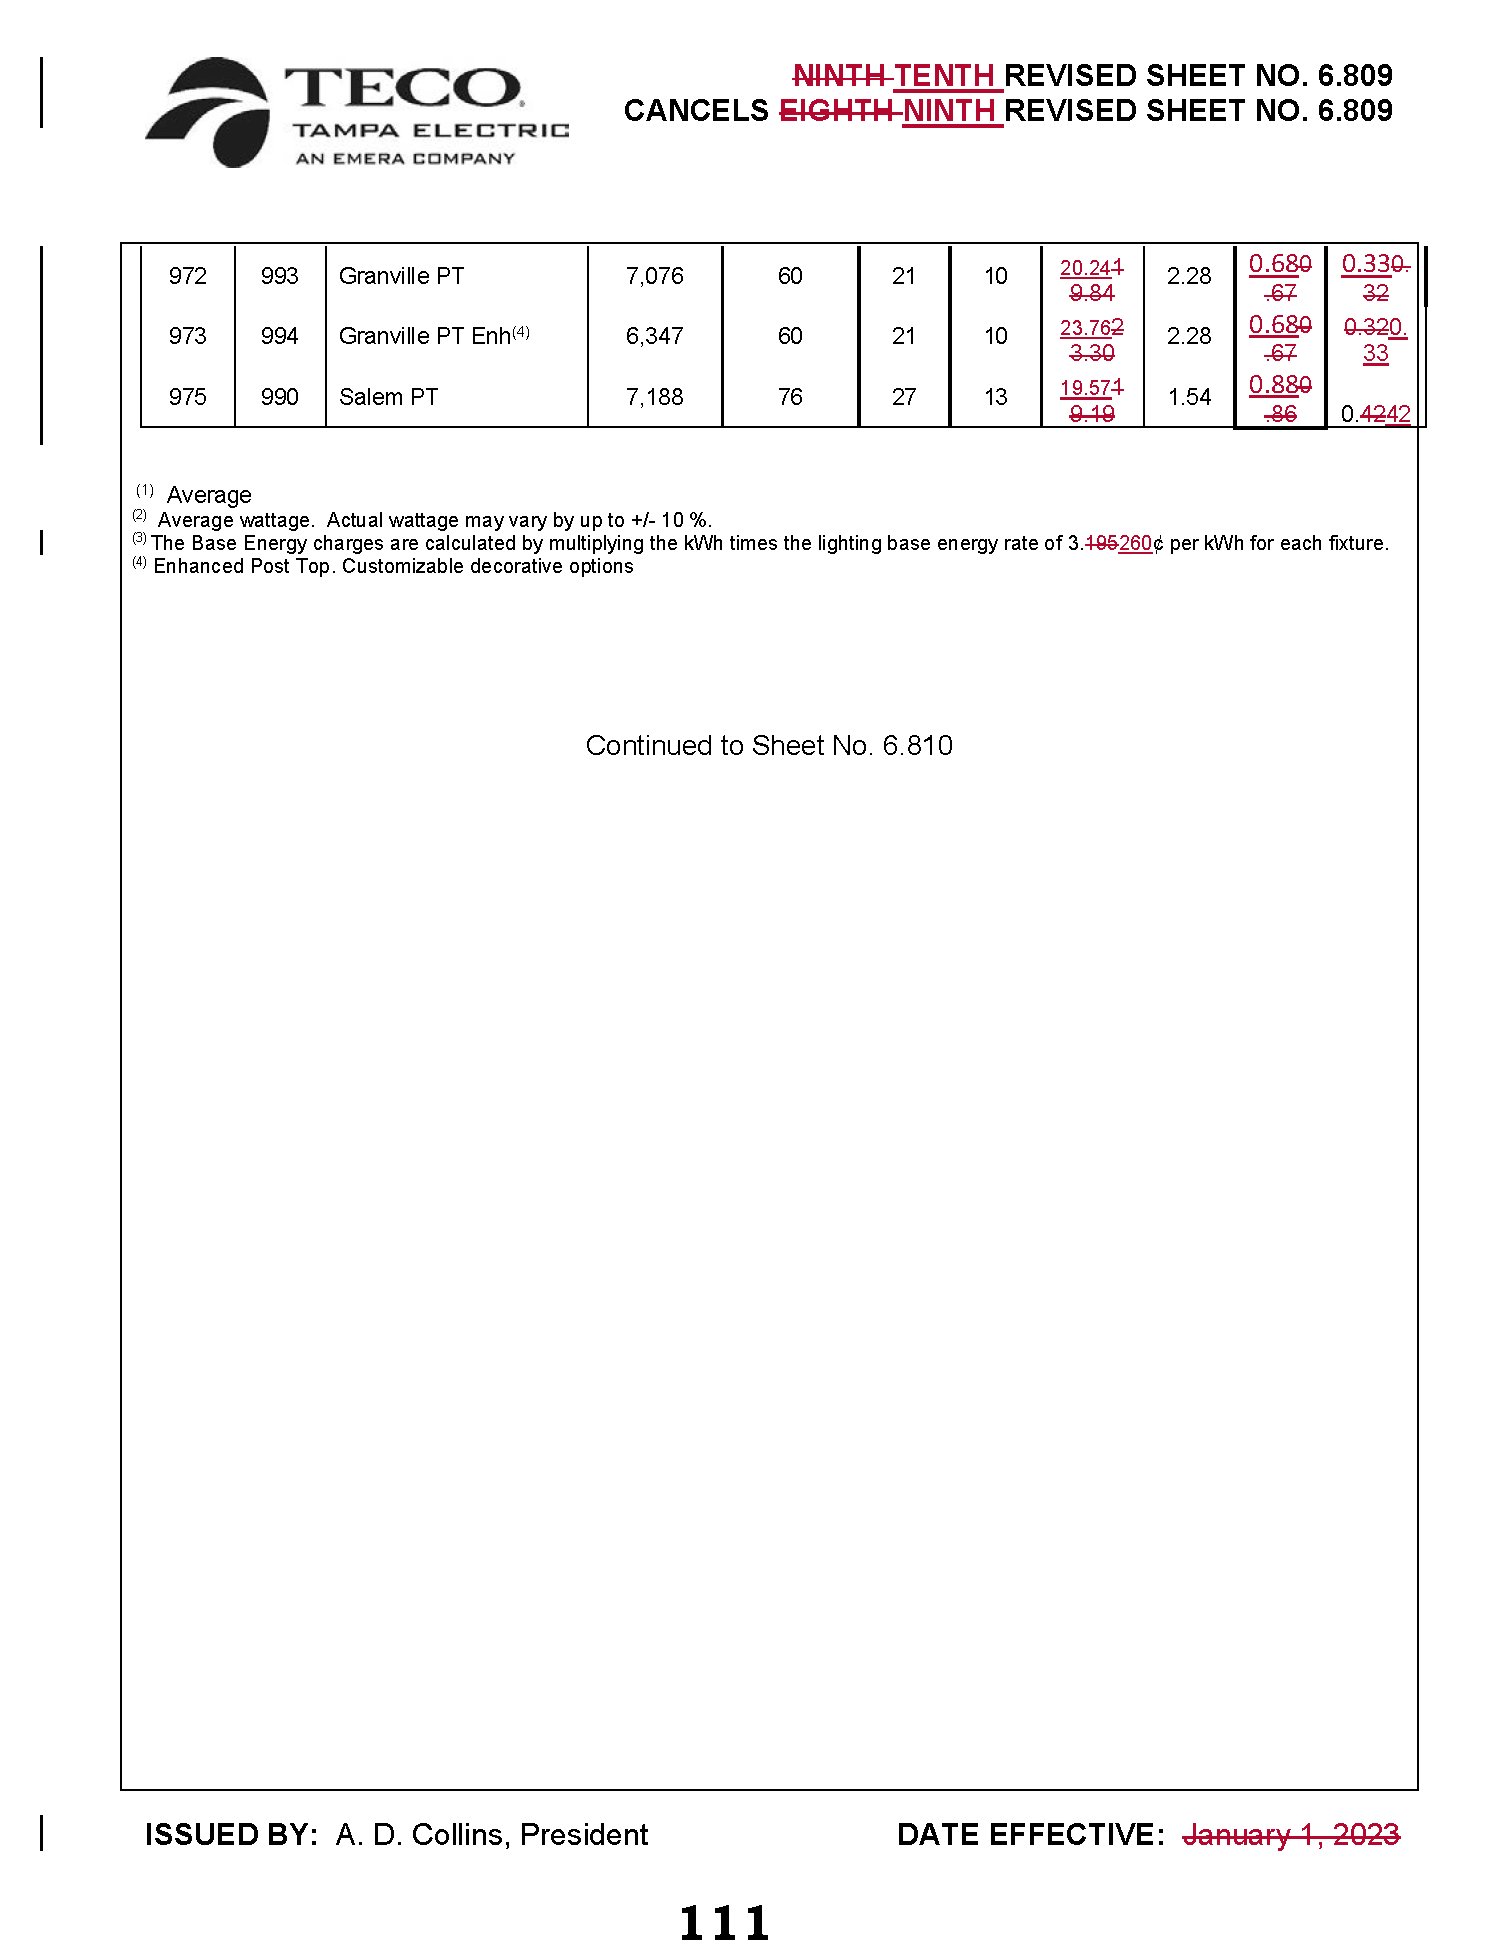 TECO.
TAMPA ELECTRIC
AN EMERA COMPANY
NINTH TENTH REVISED SHEET NO. 6.809
CANCELS EIGHTH NINTH REVISED SHEET NO. 6.809
972 993 Granville PT 7,076 60 21 10 20.241 9.84 2.28 0.680 .67 0.330. 32
973 994 Granville PT Enh(4) 6,347 60 21 10 23.762 3.30 2.28 0.680 .67 0.320. 33
975 990 Salem PT 7,188 76 27 13 19.571 9.19 1.54 0.880 .86 0.4242
(1) Average
(2) Average wattage. Actual wattage may vary by up to +/- 10 %.
(3) The Base Energy charges are calculated by multiplying the kWh times the lighting base energy rate of 3.195260¢ per kWh for each fixture.
(4) Enhanced Post Top. Customizable decorative options
Continued to Sheet No. 6.810
ISSUED BY: A. D. Collins, President
DATE EFFECTIVE: January 1, 2023
111